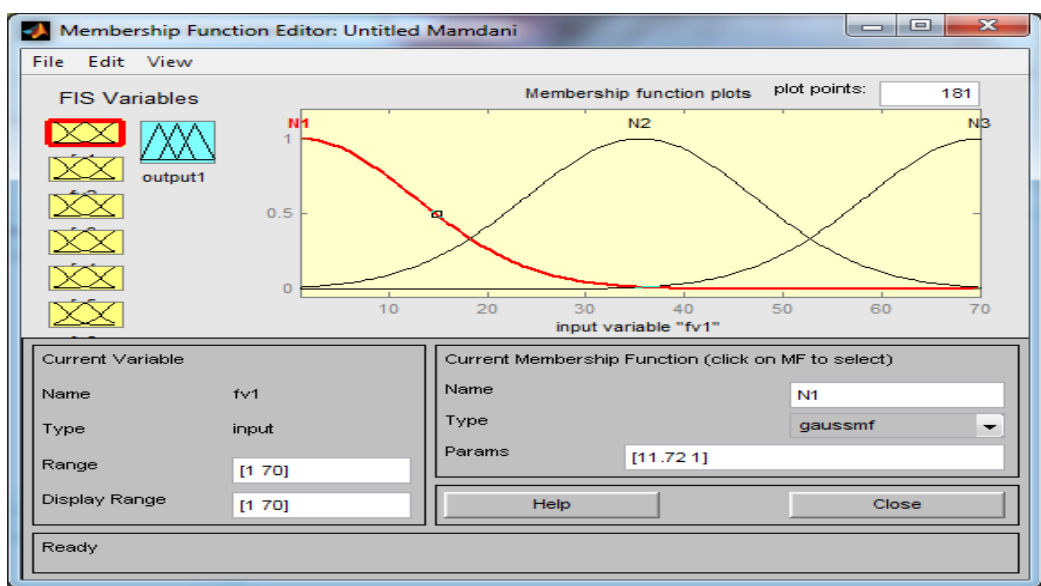 Membership Function Editor: Untitled Mamdani
File Edit View
FIS Variables
output1
Membership function plots
plot points:
181
N1
N2
N3
1
0.5
0
10
20
30
40
50
60
70
input variable "fv1"
Current Variable
Name fv1
Type input
Range [1 70]
Display Range [1 70]
Current Membership Function (click on MF to select)
Name N1
Type gaussmf
Params [11.72 1]
Help
Close
Ready